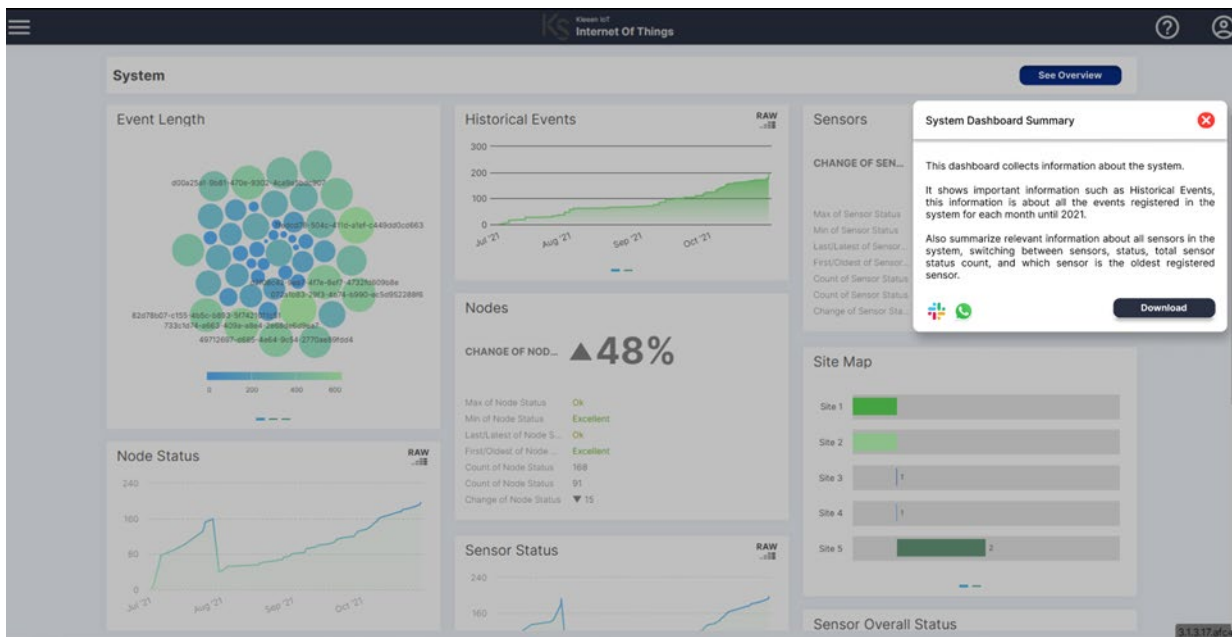 Klexen IoT
Internet Of Things
System
See Overview
Event Length
0 200 400 600
Historical Events
RAW
300
200
100
0
Jul '21 Aug '21 Sep '21 Oct '21
Sensors
CHANGE OF SEN...
Max of Sensor Status
Min of Sensor Status
Last/Latest of Sensor...
First/Oldest of Sensor...
Count of Sensor Status
Count of Sensor Status
Change of Sensor Sta...
System Dashboard Summary
This dashboard collects information about the system.
It shows important information such as Historical Events,
this information is about all the events registered in the
system for each month until 2021.
Also summarize relevant information about all sensors in the
system, switching between sensors, status, total sensor
status count, and which sensor is the oldest registered
sensor.
Download
Nodes
CHANGE OF NOD... ▲48%
Max of Node Status Ok
Min of Node Status Excellent
Last/Latest of Node S... Ok
First/Oldest of Node ... Excellent
Count of Node Status 168
Count of Node Status 91
Change of Node Status ▼ 15
Site Map
Site 1
Site 2
Site 3 1
Site 4 1
Site 5 2
Node Status
RAW
240
160
80
0
Jul '21 Aug '21 Sep '21 Oct '21
Sensor Status
RAW
240
160
Sensor Overall Status